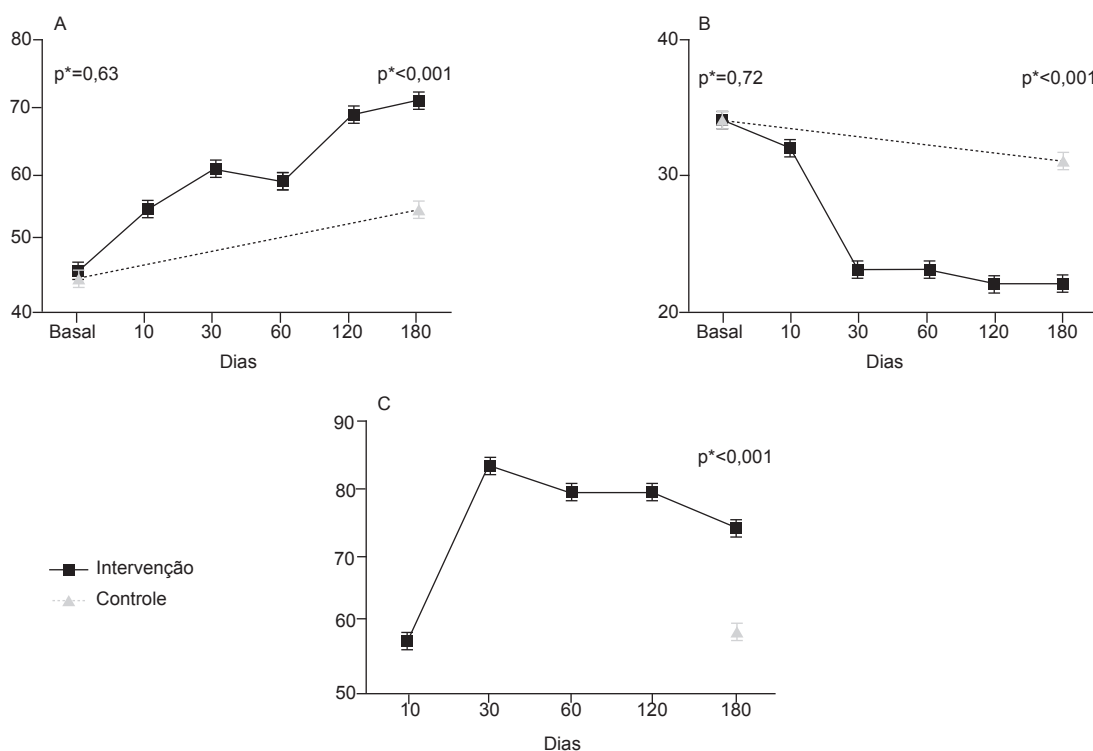 A
80
70
60
50
40
p*=0,63
p*<0,001
Basal 10 30 60 120 180
Dias
B
40
30
20
p*=0,72
p*<0,001
Basal 10 30 60 120 180
Dias
C
90
80
70
60
50
p*<0,001
10 30 60 120 180
Dias
Intervenção
Controle